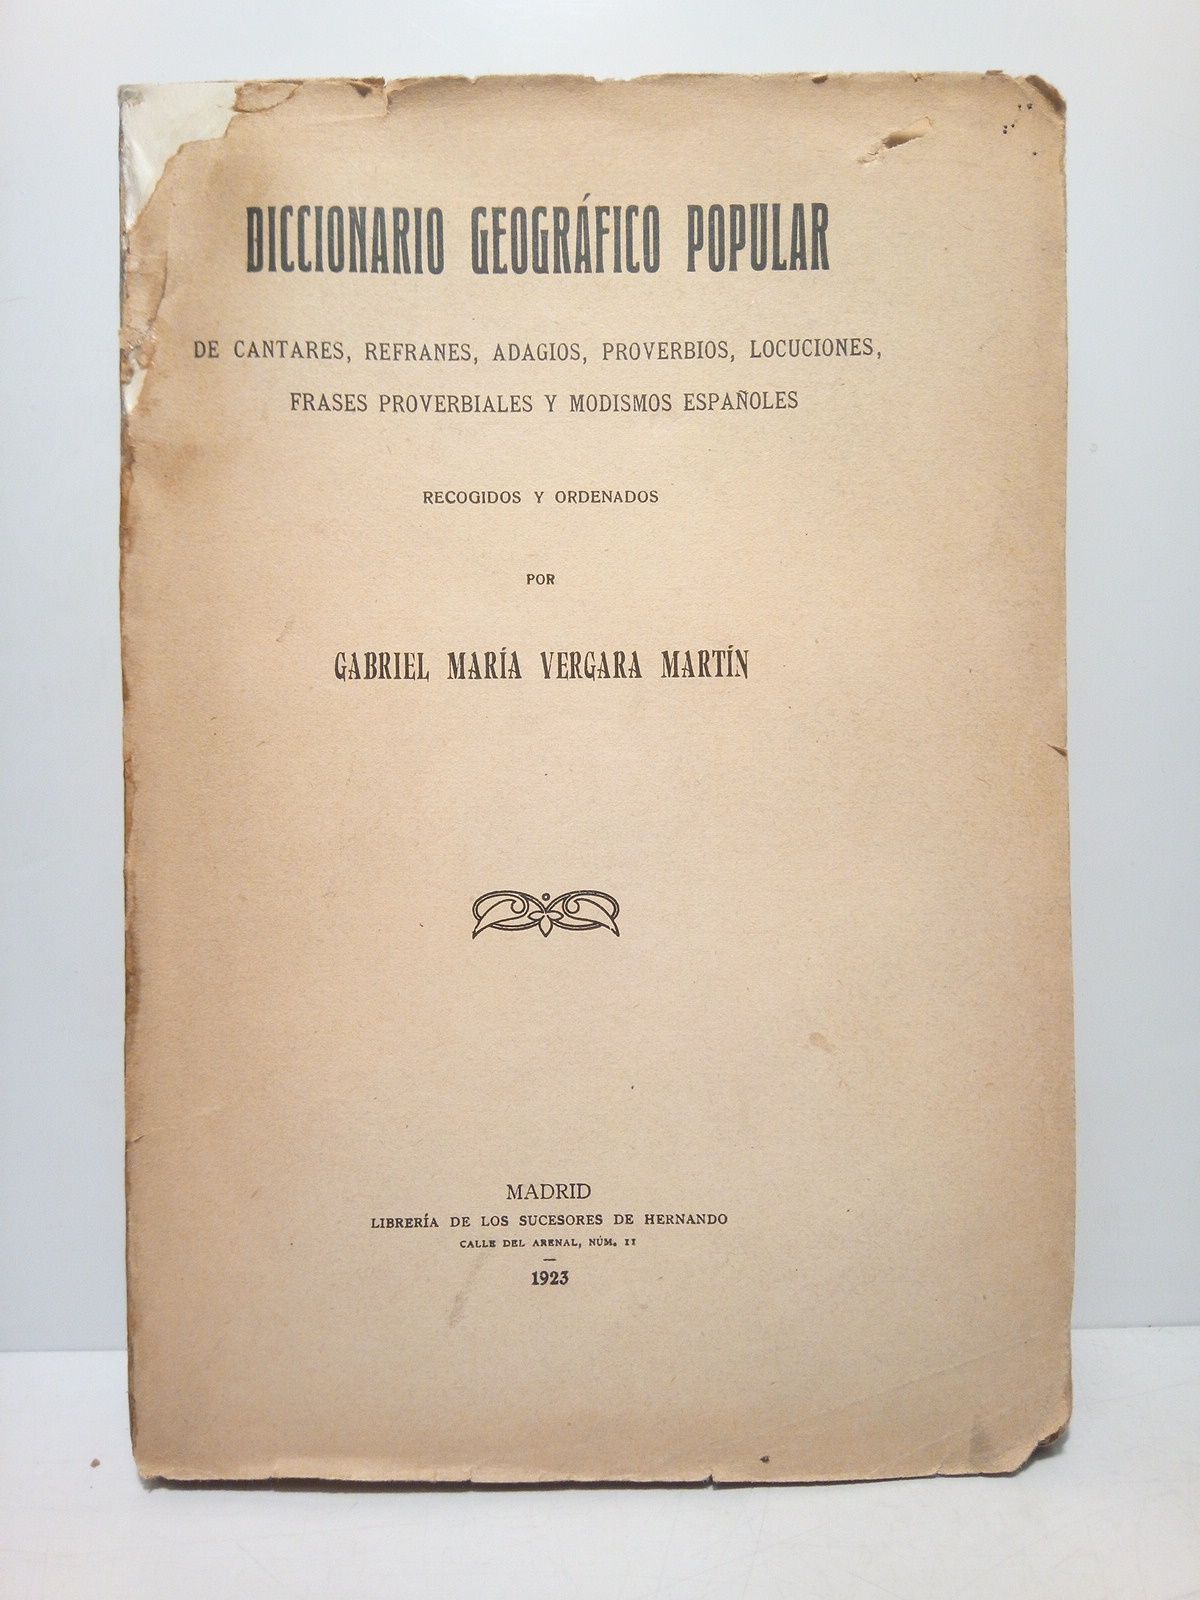 DICCIONARIO GEOGRÁFICO POPULAR
DE CANTARES, REFRANES, ADAGIOS, PROVERBIOS, LOCUCIONES,
FRASES PROVERBIALES Y MODISMOS ESPAÑOLES
RECOGIDOS Y ORDENADOS
POR
GABRIEL MARÍA VERGARA MARTÍN
MADRID
LIBRERÍA DE LOS SUCESORES DE HERNANDO
CALLE DEL ARENAL, NÚM. 11
1923